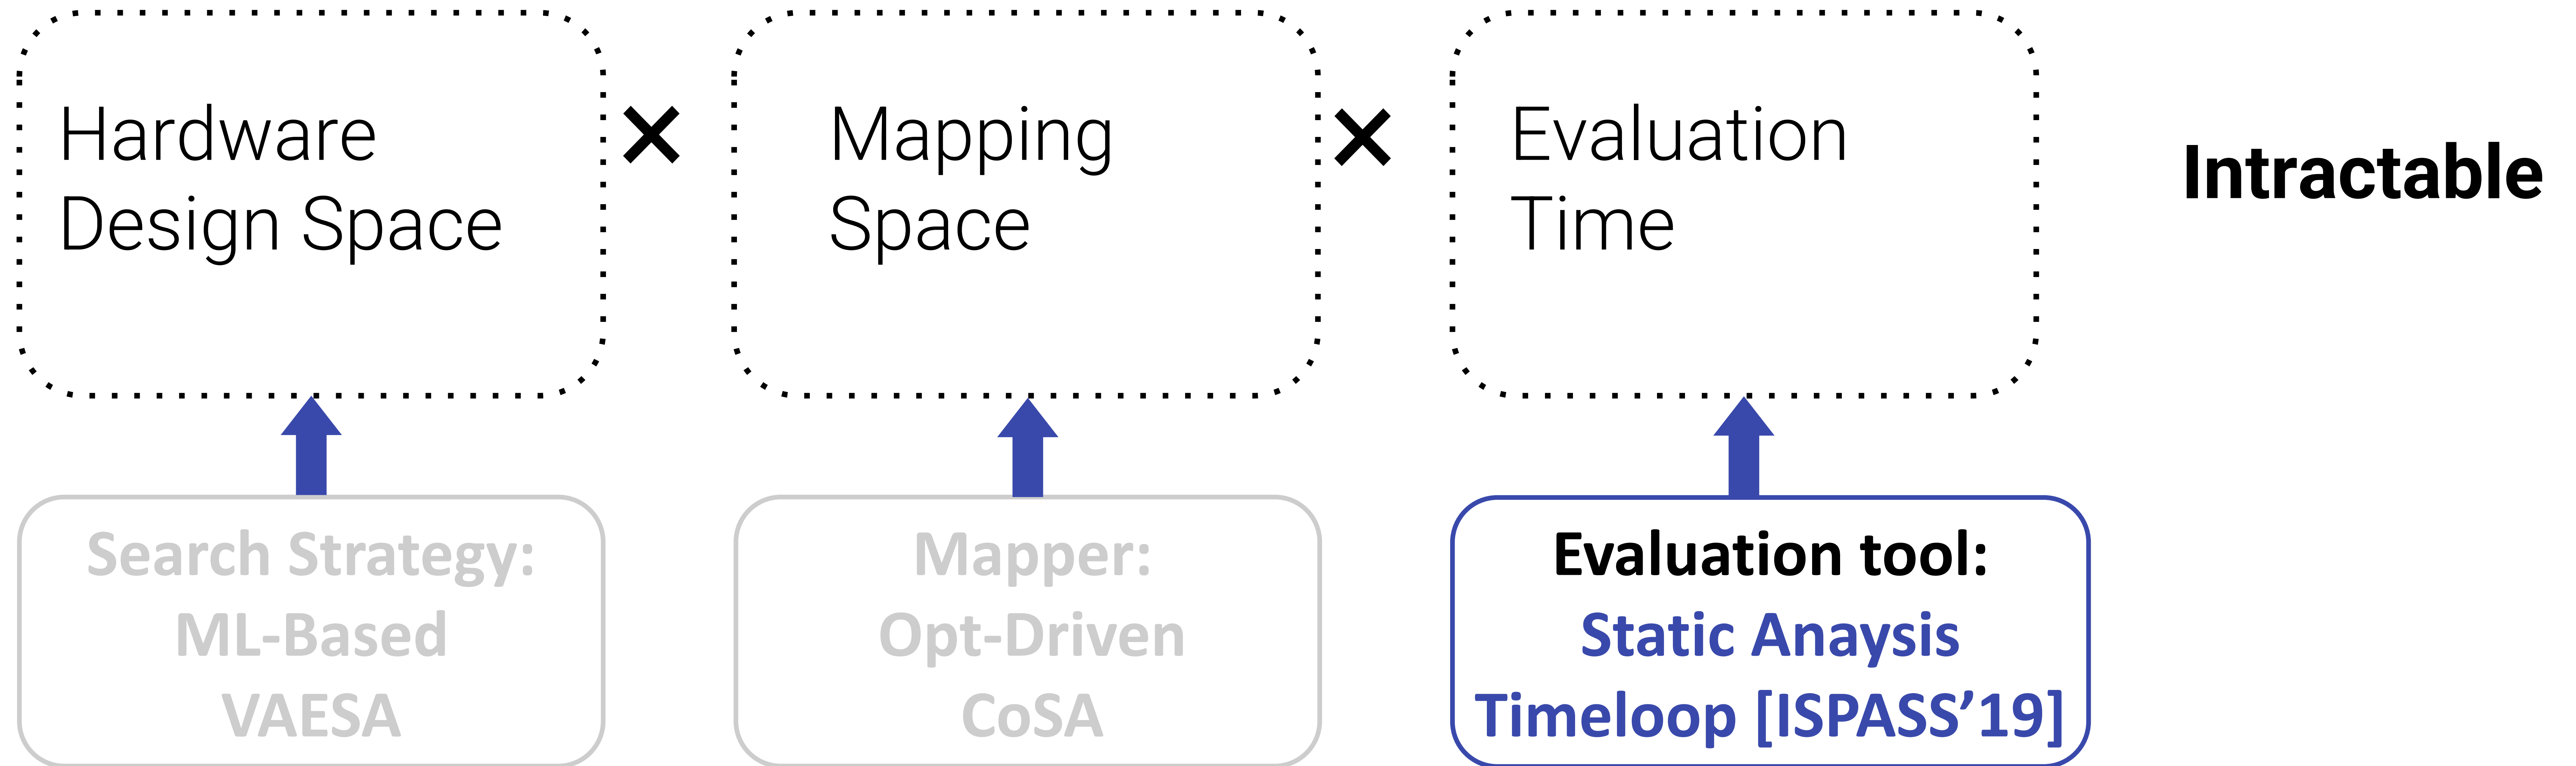 Hardware
Design Space
×
Mapping
Space
×
Evaluation
Time
Intractable
Search Strategy:
ML-Based
VAESA
Mapper:
Opt-Driven
CoSA
Evaluation tool:
Static Anaysis
Timeloop [ISPASS’19]